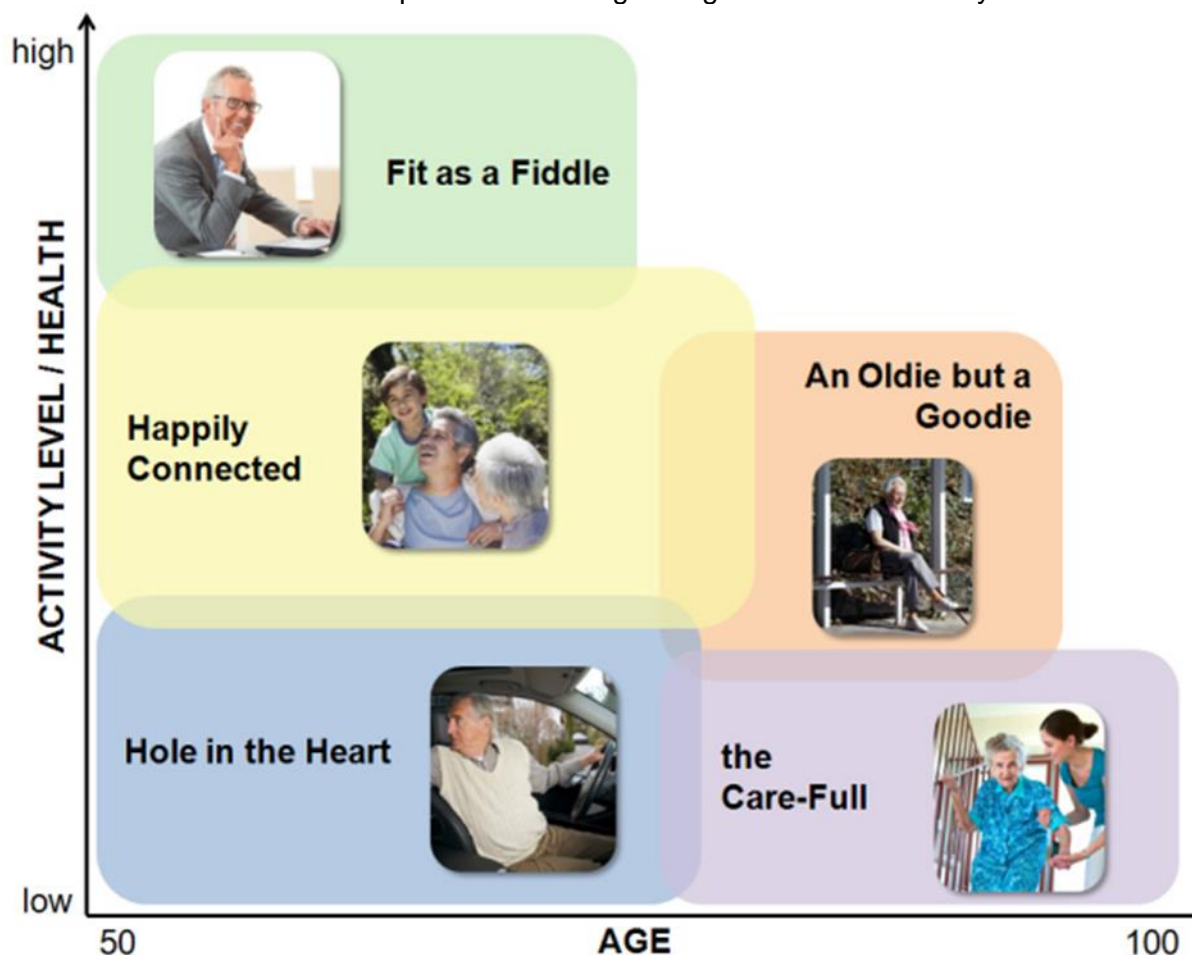 high
Fit as a Fiddle
ACTIVITY LEVEL / HEALTH
An Oldie but a
Goodie
Happily
Connected
Hole in the Heart
the
Care-Full
low
50
AGE
100